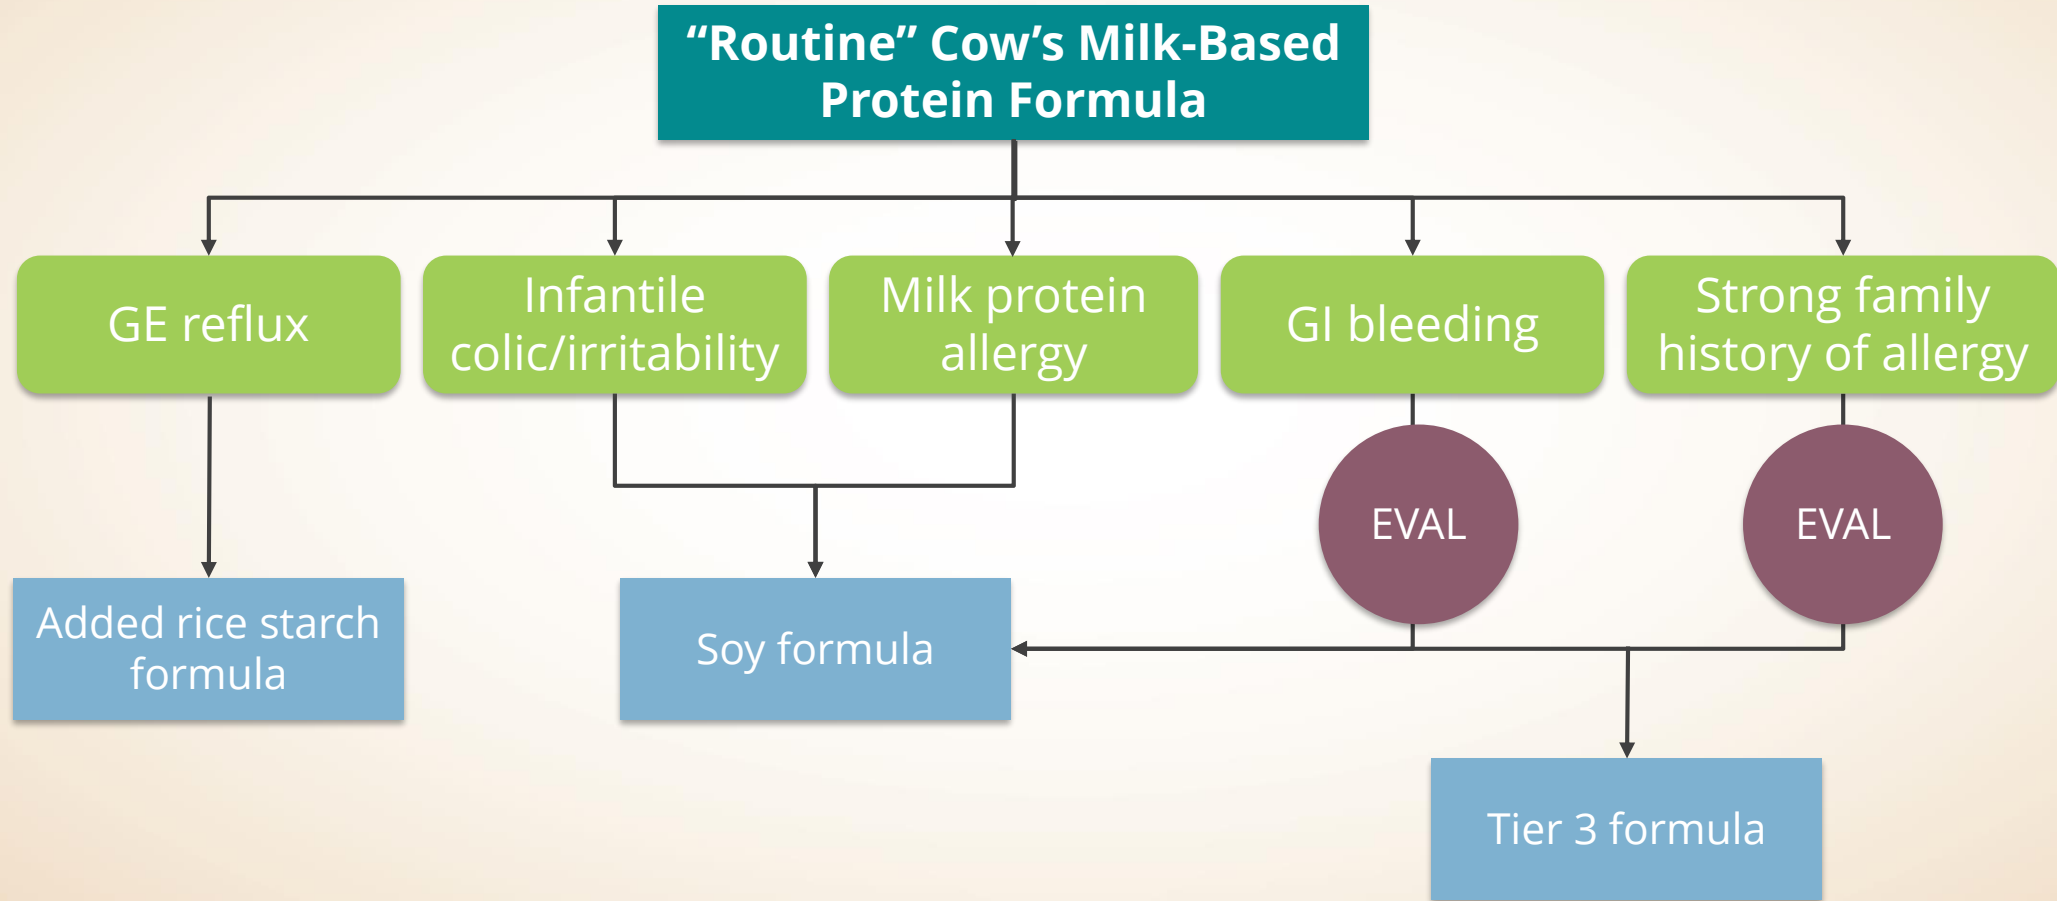 “Routine” Cow’s Milk-Based
Protein Formula
GE reflux
Infantile
colic/irritability
Milk protein
allergy
GI bleeding
Strong family
history of allergy
EVAL
EVAL
Added rice starch
formula
Soy formula
Tier 3 formula